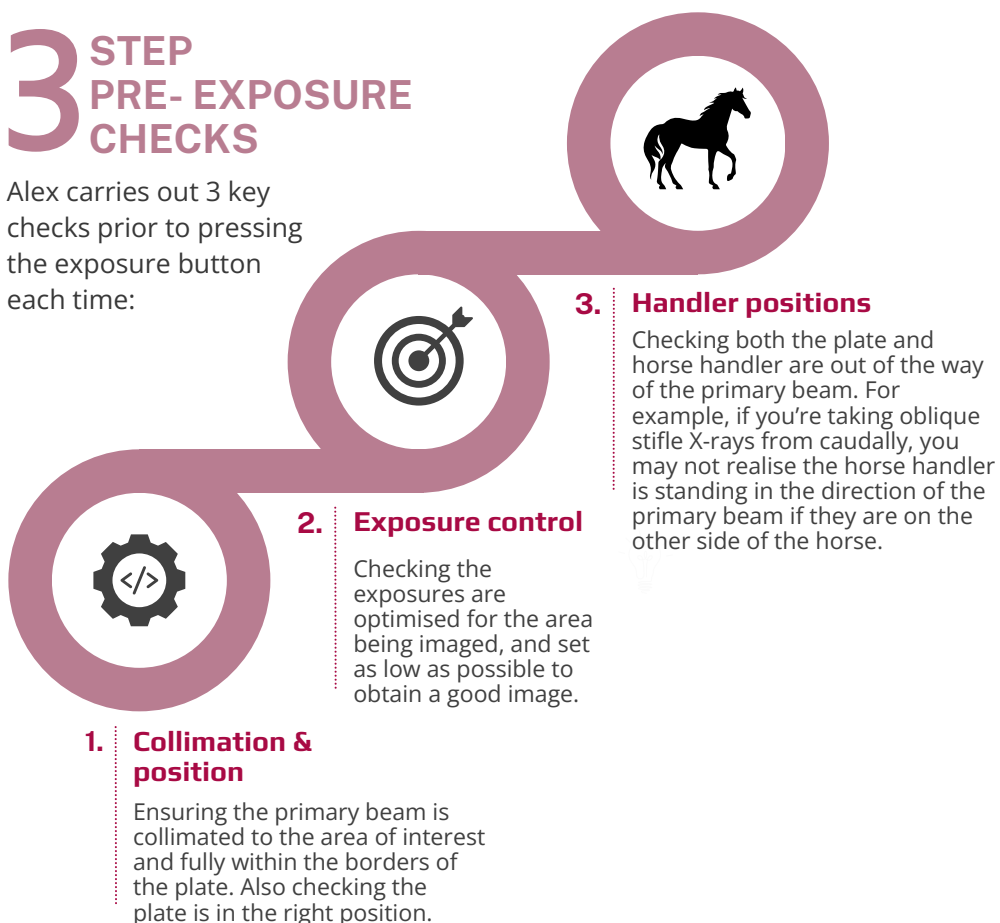 3 STEP
PRE- EXPOSURE
CHECKS
Alex carries out 3 key
checks prior to pressing
the exposure button
each time:
1. Collimation &
position
Ensuring the primary beam is
collimated to the area of interest
and fully within the borders of
the plate. Also checking the
plate is in the right position.
2. Exposure control
Checking the
exposures are
optimised for the area
being imaged, and set
as low as possible to
obtain a good image.
3. Handler positions
Checking both the plate and
horse handler are out of the way
of the primary beam. For
example, if you’re taking oblique
stifle X-rays from caudally, you
may not realise the horse handler
is standing in the direction of the
primary beam if they are on the
other side of the horse.
</>